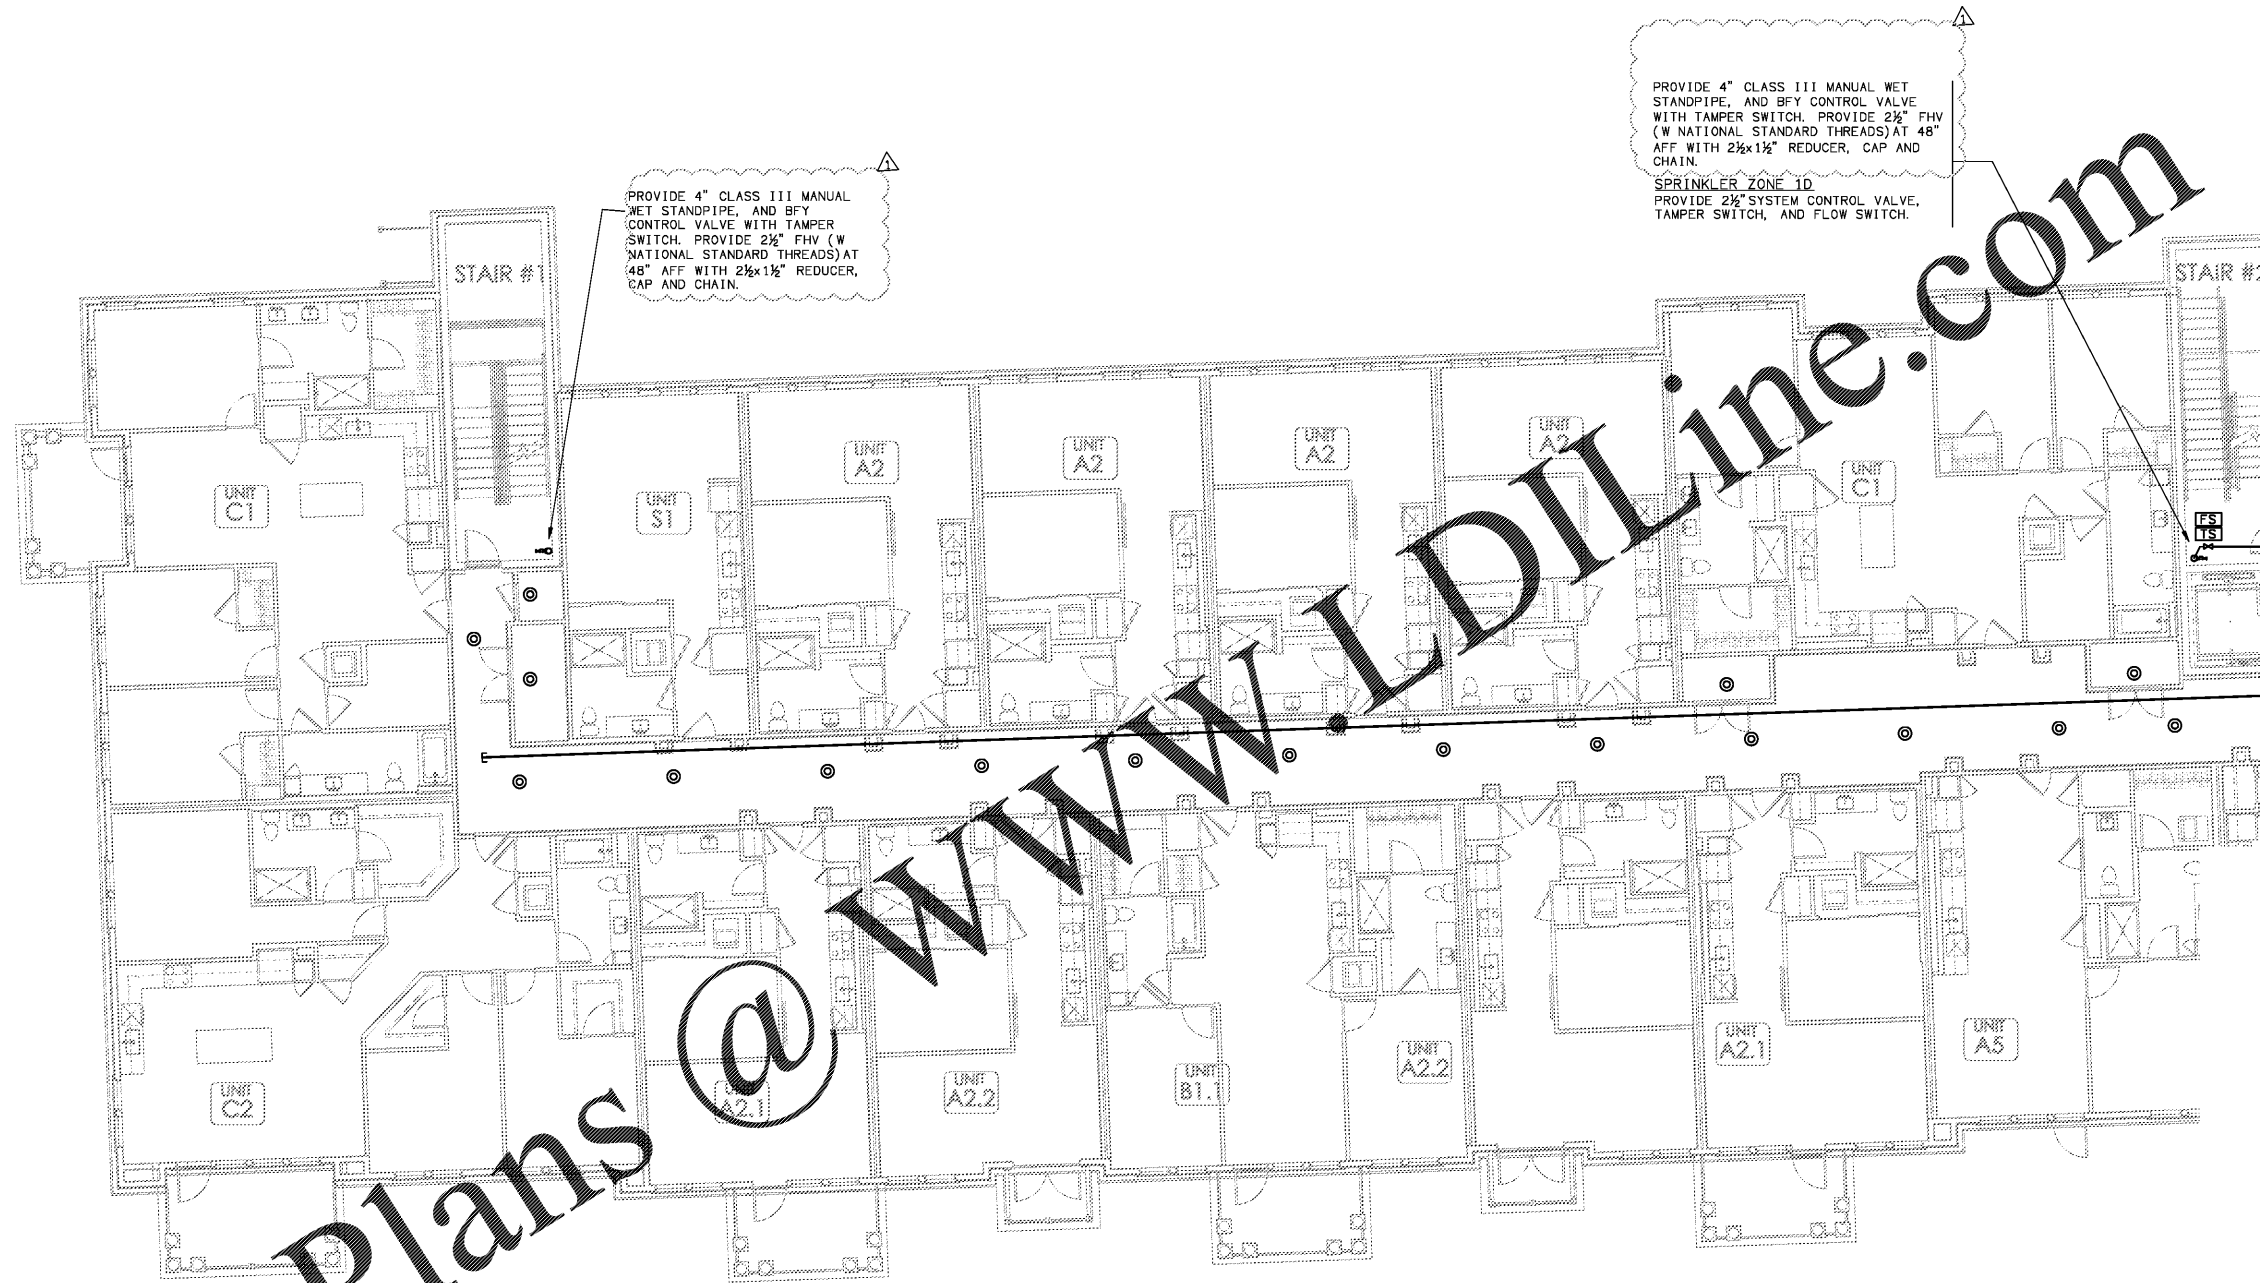 1
PROVIDE 4" CLASS III MANUAL WET
STANDPIPE, AND BFY CONTROL VALVE
WITH TAMPER SWITCH. PROVIDE 2½" FHV
(W NATIONAL STANDARD THREADS)AT 48"
AFF WITH 2½x1½" REDUCER, CAP AND
CHAIN.
SPRINKLER ZONE 1D
PROVIDE 2½"SYSTEM CONTROL VALVE,
TAMPER SWITCH, AND FLOW SWITCH.
1
PROVIDE 4" CLASS III MANUAL
WET STANDPIPE, AND BFY
CONTROL VALVE WITH TAMPER
SWITCH. PROVIDE 2½" FHV (W
NATIONAL STANDARD THREADS)AT
48" AFF WITH 2½x1½" REDUCER,
CAP AND CHAIN.
STAIR #1
STAIR #2
UNIT
C1
UNIT
S1
UNIT
A2
UNIT
A2
UNIT
A2
UNIT
A2
UNIT
C1
FS
TS
UNIT
C2
UNIT
A2.1
UNIT
A2.2
UNIT
B1.1
UNIT
A2.2
UNIT
A2.1
UNIT
A5
Plans @ www.LDILine.com